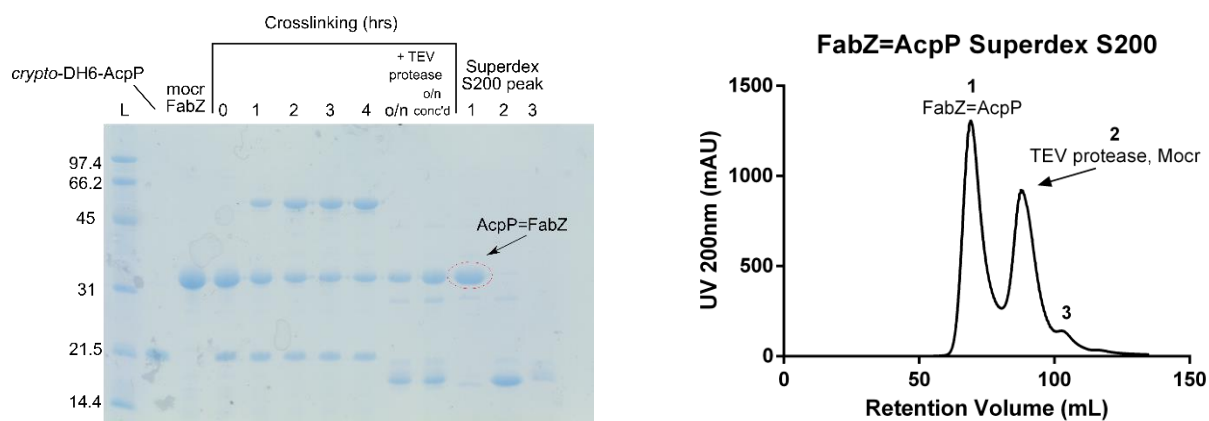 Crosslinking (hrs)
+ TEV
protease
o/n
conc'd
crypto-DH6-AcpP
mocr
FabZ
Superdex
S200 peak
L 0 1 2 3 4 o/n 1 2 3
97.4
66.2
45
31
21.5
14.4
AcpP=FabZ
FabZ=AcpP Superdex S200
1
FabZ=AcpP
2
TEV protease, Mocr
3
UV 200nm (mAU)
1500
1000
500
0
0 50 100 150
Retention Volume (mL)